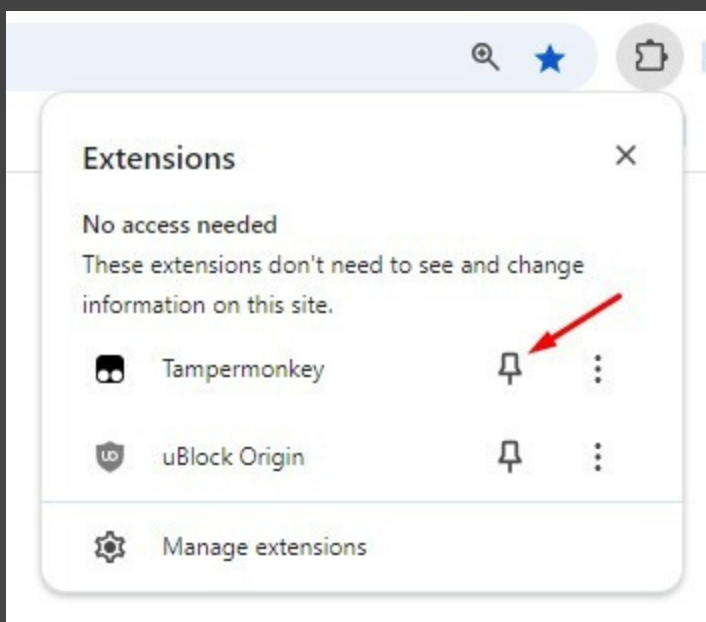 Extensions
No access needed
These extensions don't need to see and change
information on this site.
Tampermonkey
uBlock Origin
Manage extensions